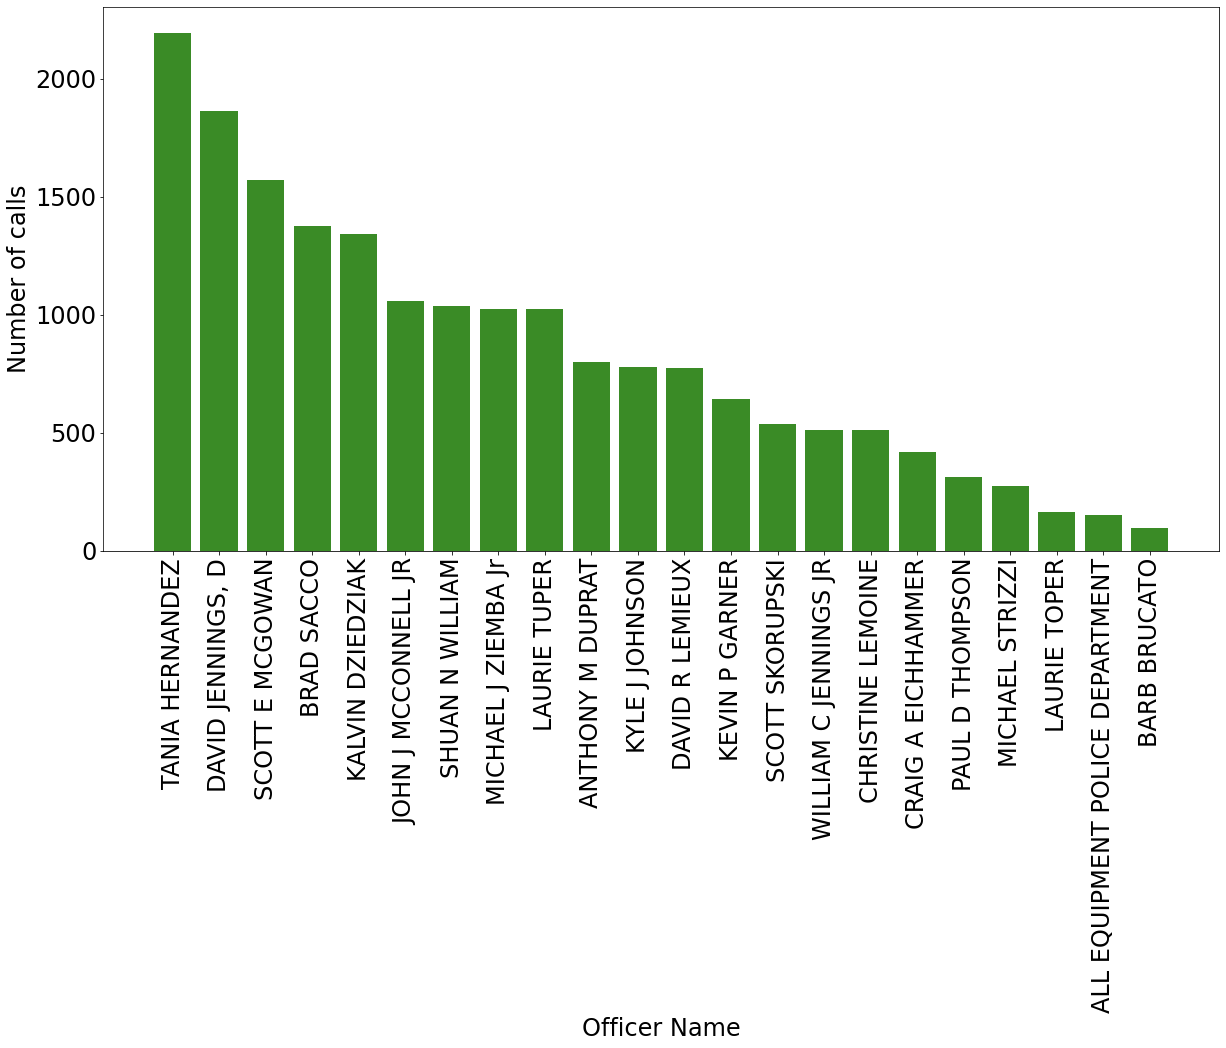 Number of calls
2000
1500
1000
500
0
TANIA HERNANDEZ
DAVID JENNINGS, D
SCOTT E MCGOWAN
BRAD SACCO
KALVIN DZIEDZIAK
JOHN J MCCONNELL JR
SHUAN N WILLIAM
MICHAEL J ZIEMBA Jr
LAURIE TUPER
ANTHONY M DUPRAT
KYLE J JOHNSON
DAVID R LEMIEUX
KEVIN P GARNER
SCOTT SKORUPSKI
WILLIAM C JENNINGS JR
CHRISTINE LEMOINE
CRAIG A EICHHAMMER
PAUL D THOMPSON
MICHAEL STRIZZI
LAURIE TOPER
ALL EQUIPMENT POLICE DEPARTMENT
BARB BRUCATO
Officer Name